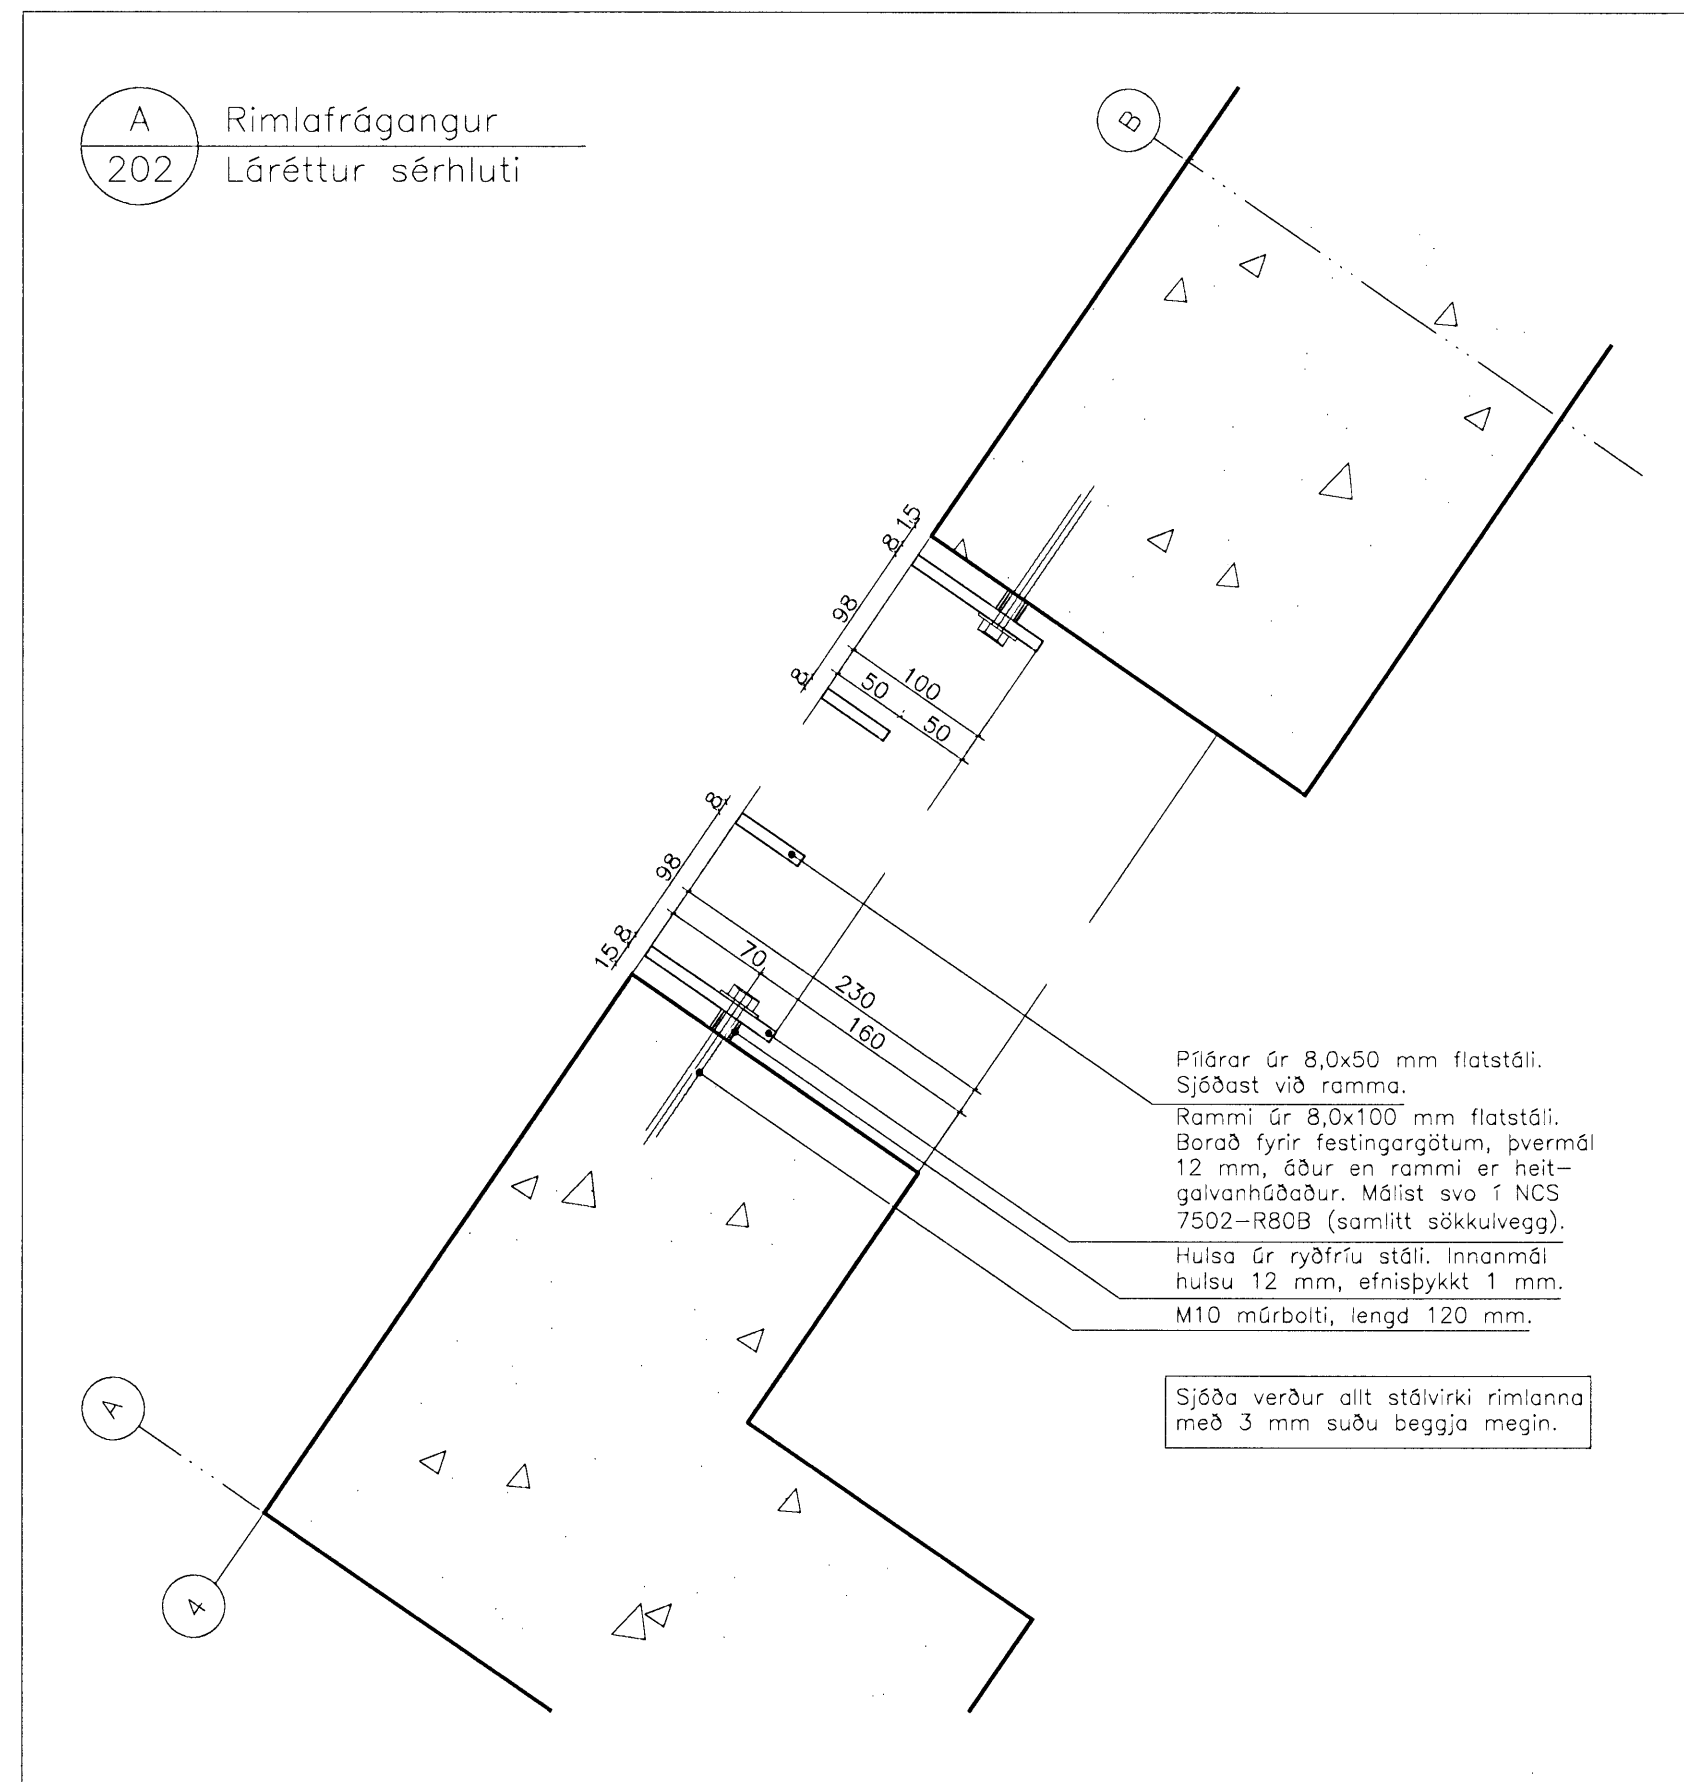 A
202
Rimlafrágangur
Láréttur sérhluti
B
15
8
98
8
100
50
50
8
98
8
15
70
230
160
Pílárar úr 8,0x50 mm flatstáli.
Sjóðast við ramma.
Rammi úr 8,0x100 mm flatstáli.
Borað fyrir festingargötum, þvermál
12 mm, áður en rammi er heit-
galvanhúðaður. Málist svo í NCS
7502-R80B (samlitt sökkulvegg).
Hulsa úr ryðfríu stáli. Innanmál
hulsu 12 mm, efnisþykkt 1 mm.
M10 múrbolti, lengd 120 mm.
Sjóða verður allt stálvirki rimlanna
með 3 mm suðu beggja megin.
A
4